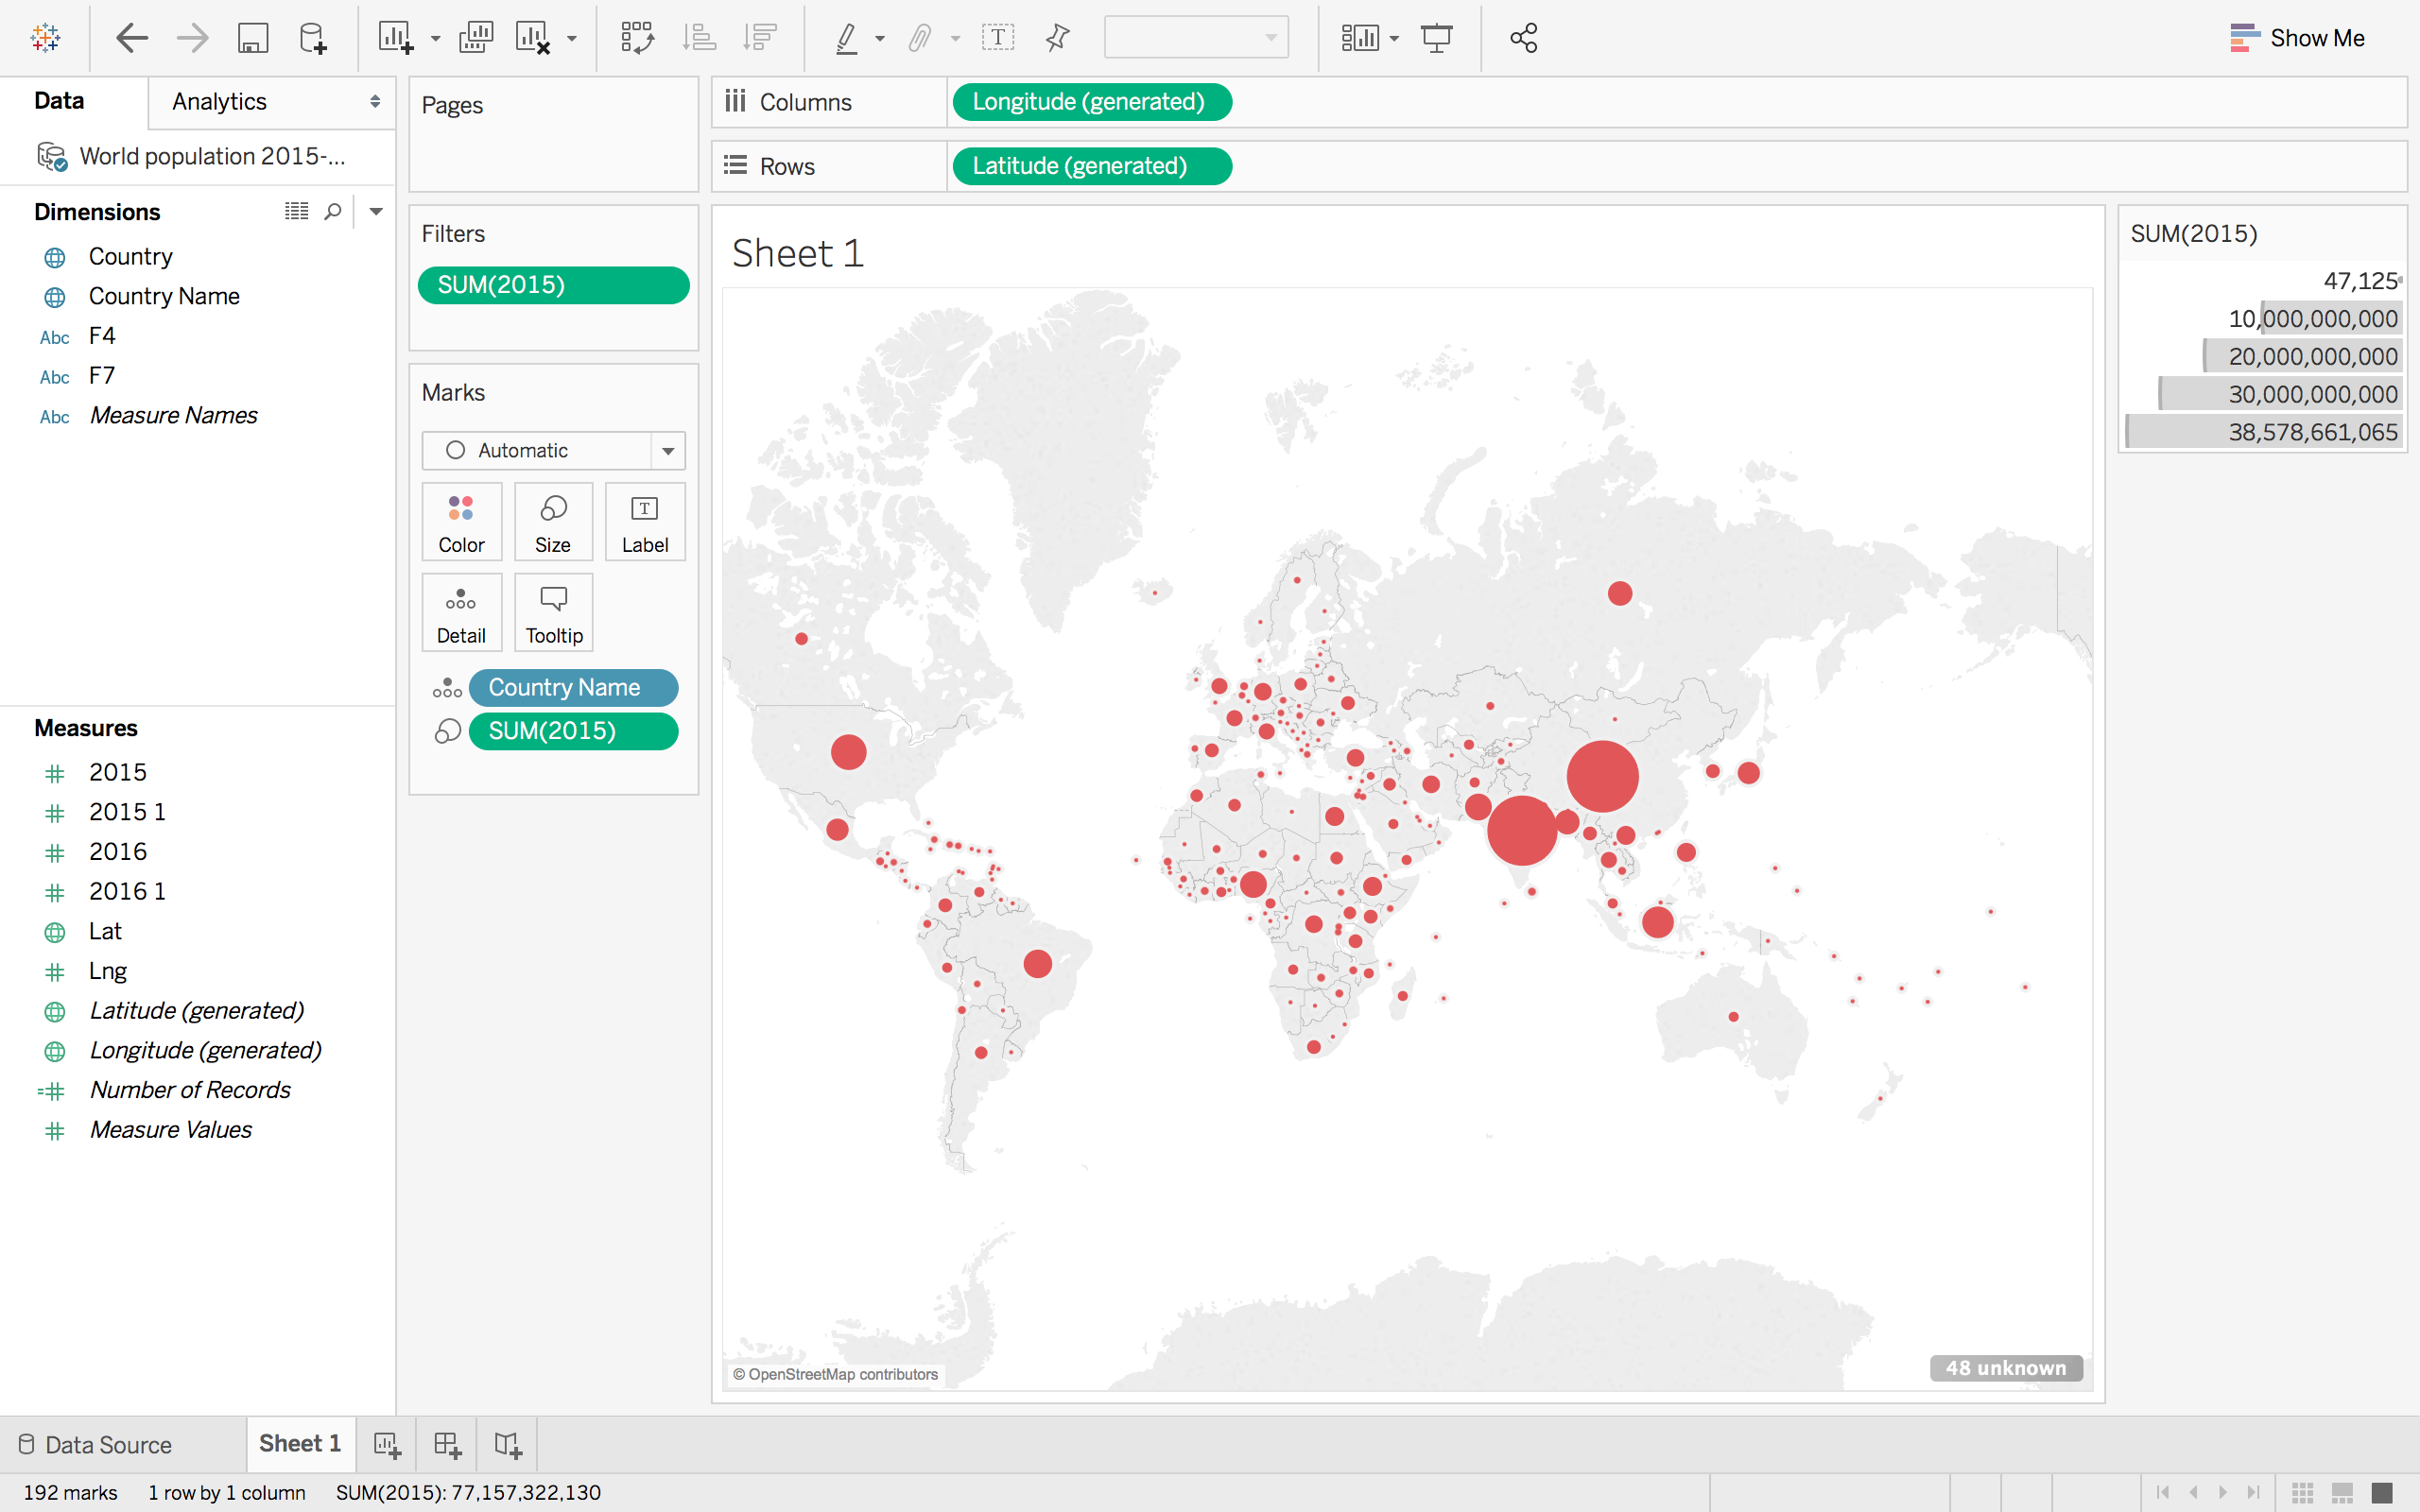 Show Me
Data
Analytics
World population 2015-...
Dimensions
Country
Country Name
Abc F4
Abc F7
Abc Measure Names
Measures
2015
2015 1
2016
2016 1
Lat
Lng
Latitude (generated)
Longitude (generated)
Number of Records
Measure Values
Pages
Filters
SUM(2015)
Marks
Automatic
Color
Size
T
Label
Detail
Tooltip
Country Name
SUM(2015)
Columns
Longitude (generated)
Rows
Latitude (generated)
Sheet 1
© OpenStreetMap contributors
48 unknown
SUM(2015)
47,125
10,000,000,000
20,000,000,000
30,000,000,000
38,578,661,065
Data Source
Sheet 1
192 marks
1 row by 1 column
SUM(2015): 77,157,322,130